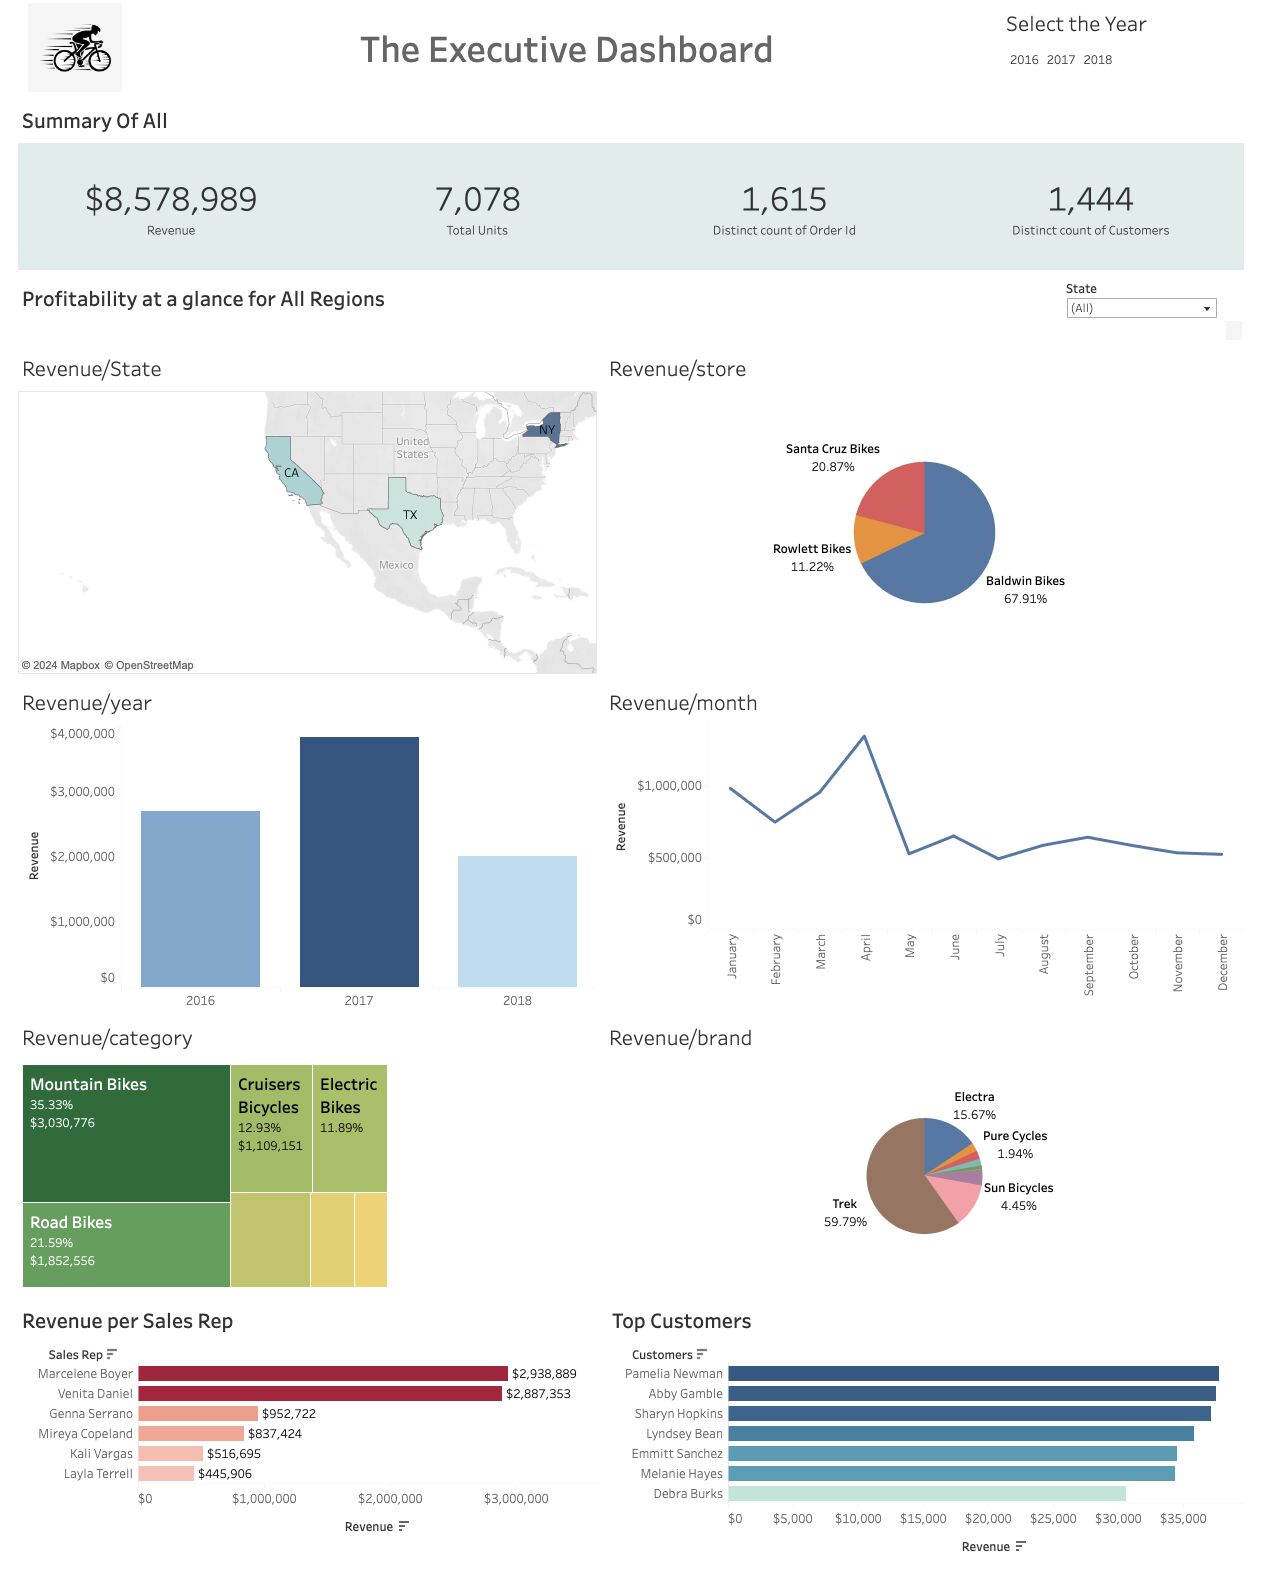 The Executive Dashboard
Select the Year
2016 2017 2018
Summary Of All
$8,578,989
Revenue
7,078
Total Units
1,615
Distinct count of Order Id
1,444
Distinct count of Customers
Profitability at a glance for All Regions
State
(All)
Revenue/State
United
States
NY
CA
TX
Mexico
© 2024 Mapbox © OpenStreetMap
Revenue/store
Santa Cruz Bikes
20.87%
Rowlett Bikes
11.22%
Baldwin Bikes
67.91%
Revenue/year
$4,000,000
$3,000,000
$2,000,000
$1,000,000
$0
Revenue
2016
2017
2018
Revenue/month
$1,000,000
$500,000
$0
Revenue
January
February
March
April
May
June
July
August
September
October
November
December
Revenue/category
Mountain Bikes
35.33%
$3,030,776
Cruisers
Bicycles
12.93%
$1,109,151
Electric
Bikes
11.89%
Road Bikes
21.59%
$1,852,556
Revenue/brand
Electra
15.67%
Pure Cycles
1.94%
Sun Bicycles
4.45%
Trek
59.79%
Revenue per Sales Rep
Sales Rep
Marcelene Boyer $2,938,889
Venita Daniel $2,887,353
Genna Serrano $952,722
Mireya Copeland $837,424
Kali Vargas $516,695
Layla Terrell $445,906
$0 $1,000,000 $2,000,000 $3,000,000
Revenue
Top Customers
Customers
Pamelia Newman
Abby Gamble
Sharyn Hopkins
Lyndsey Bean
Emmitt Sanchez
Melanie Hayes
Debra Burks
$0 $5,000 $10,000 $15,000 $20,000 $25,000 $30,000 $35,000
Revenue